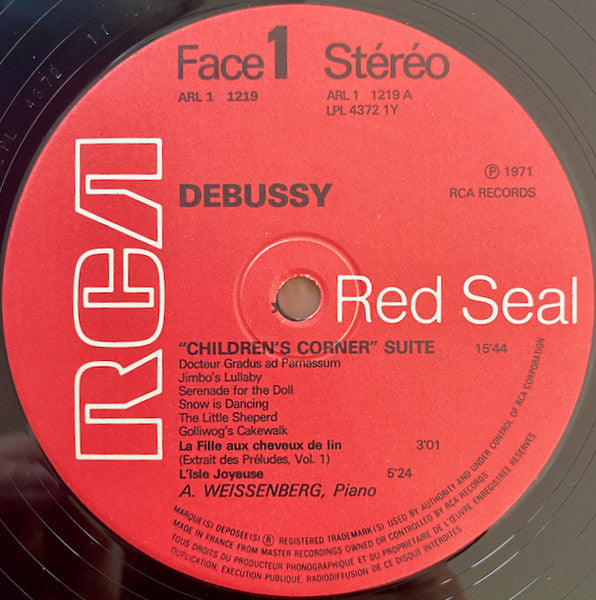 Face 1 Stéréo
ARL 1 1219
ARL 1 1219 A
LPL 4372 1Y
℗ 1971
RCA RECORDS
DEBUSSY
RCA
Red Seal
"CHILDREN'S CORNER" SUITE 15'44
Docteur Gradus ad Parnassum
Jimbo's Lullaby
Serenade for the Doll
Snow is Dancing
The Little Sheperd
Golliwog's Cakewalk
La Fille aux cheveux de lin 3'01
(Extrait des Préludes, Vol. 1)
L'Isle Joyeuse 5'24
A. WEISSENBERG, Piano
MARQUE(S) DEPOSEE(S) ® REGISTERED TRADEMARK(S) USED BY AUTHORITY AND UNDER CONTROL OF RCA CORPORATION
MADE IN FRANCE FROM MASTER RECORDINGS OWNED OR CONTROLLED BY RCA RECORDS
TOUS DROITS DU PRODUCTEUR PHONOGRAPHIQUE ET DU PROPRIETAIRE DE L'ŒUVRE ENREGISTREE RESERVES
DUPLICATION, EXECUTION PUBLIQUE, RADIODIFFUSION DE CE DISQUE INTERDITES